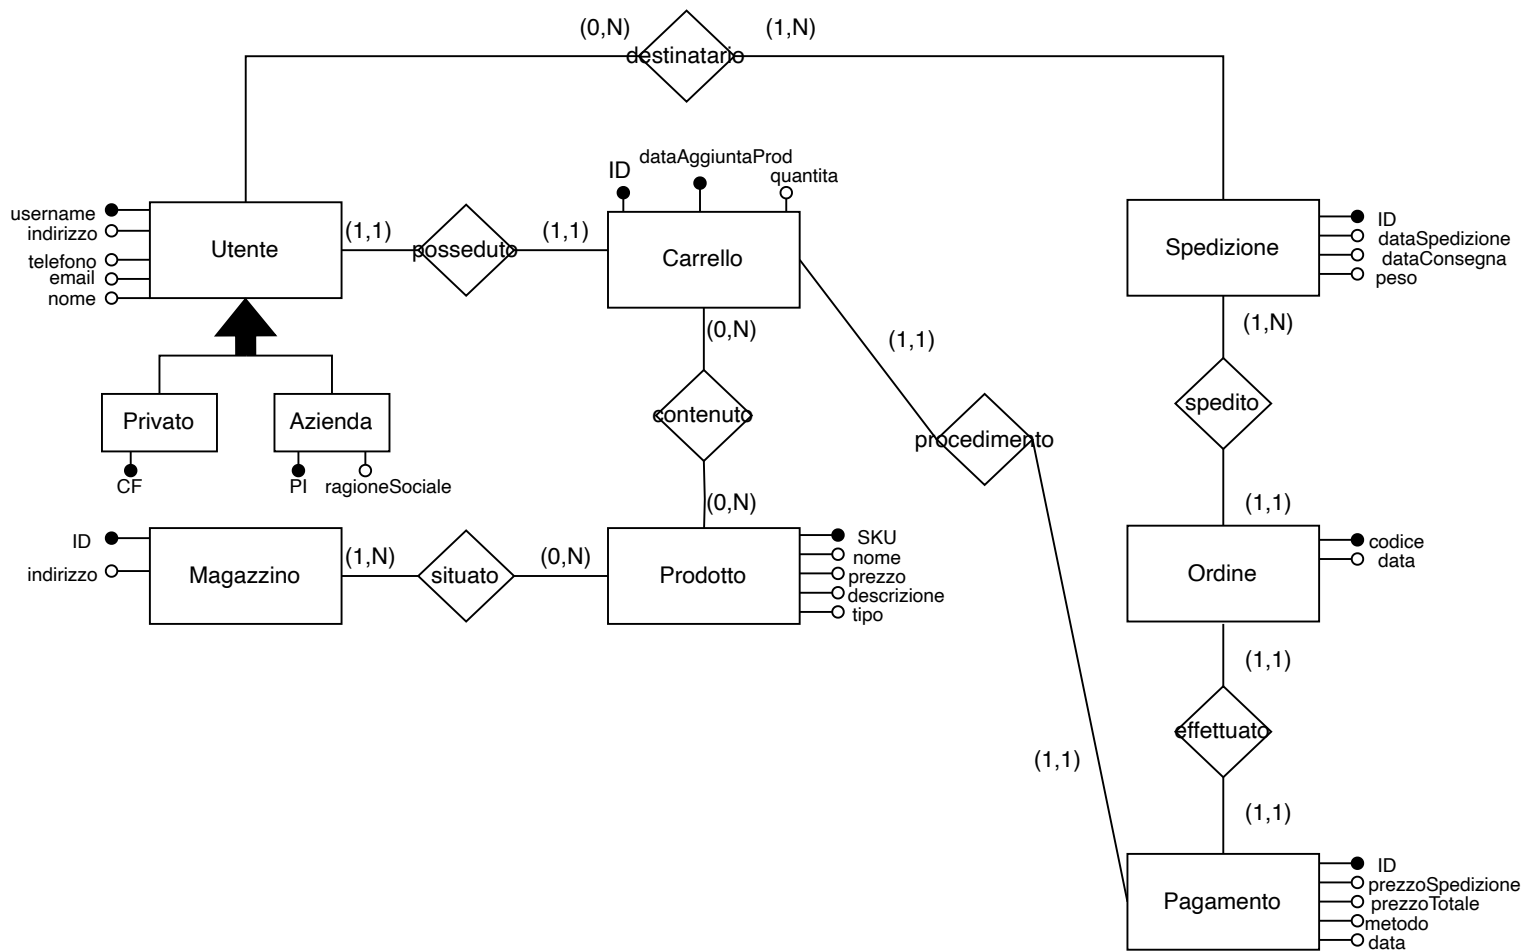 (0,N)
(1,N)
destinatario
ID
dataAggiuntaProd
quantita
username
indirizzo
telefono
email
nome
Utente
(1,1)
posseduto
(1,1)
Carrello
Spedizione
ID
dataSpedizione
dataConsegna
peso
(0,N)
(1,1)
(1,N)
Privato
Azienda
contenuto
procedimento
spedito
CF
PI
ragioneSociale
(0,N)
(1,1)
ID
indirizzo
Magazzino
(1,N)
situato
(0,N)
Prodotto
SKU
nome
prezzo
descrizione
tipo
Ordine
codice
data
(1,1)
effettuato
(1,1)
(1,1)
Pagamento
ID
prezzoSpedizione
prezzoTotale
metodo
data